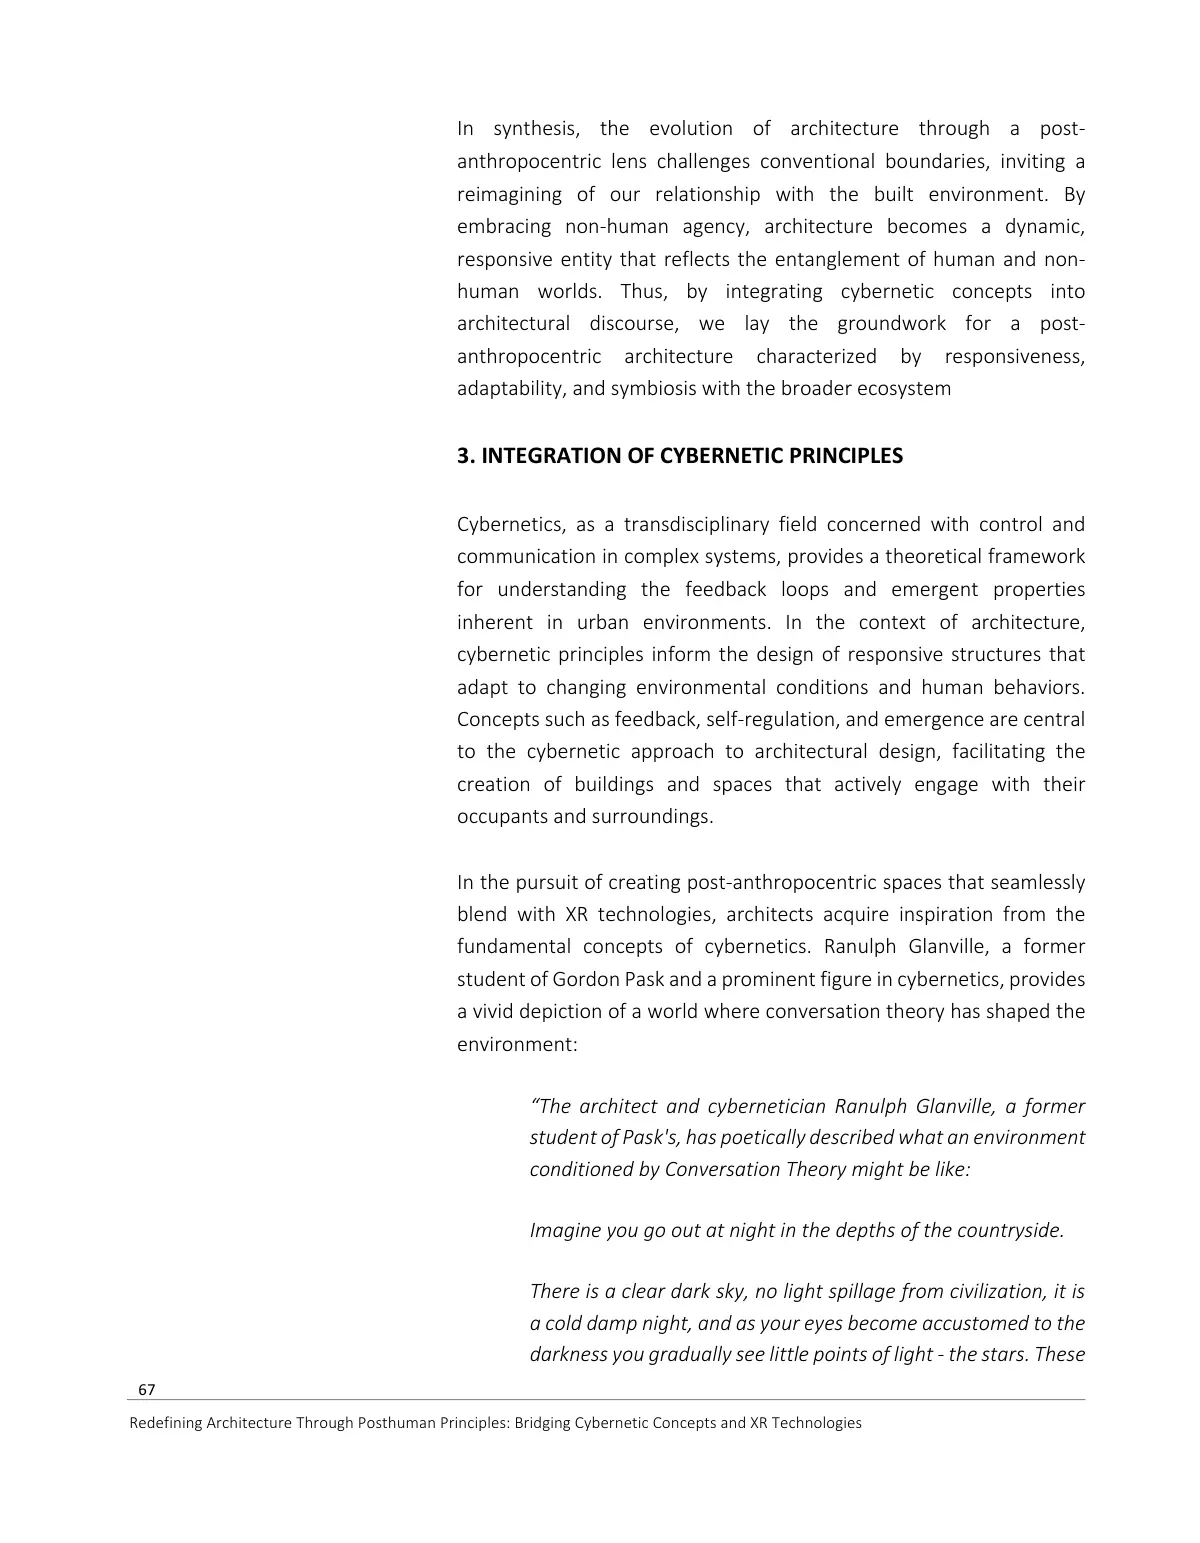 In synthesis, the evolution of architecture through a post-
anthropocentric lens challenges conventional boundaries, inviting a
reimagining of our relationship with the built environment. By
embracing non-human agency, architecture becomes a dynamic,
responsive entity that reflects the entanglement of human and non-
human worlds. Thus, by integrating cybernetic concepts into
architectural discourse, we lay the groundwork for a post-
anthropocentric architecture characterized by responsiveness,
adaptability, and symbiosis with the broader ecosystem
3. INTEGRATION OF CYBERNETIC PRINCIPLES
Cybernetics, as a transdisciplinary field concerned with control and
communication in complex systems, provides a theoretical framework
for understanding the feedback loops and emergent properties
inherent in urban environments. In the context of architecture,
cybernetic principles inform the design of responsive structures that
adapt to changing environmental conditions and human behaviors.
Concepts such as feedback, self-regulation, and emergence are central
to the cybernetic approach to architectural design, facilitating the
creation of buildings and spaces that actively engage with their
occupants and surroundings.
In the pursuit of creating post-anthropocentric spaces that seamlessly
blend with XR technologies, architects acquire inspiration from the
fundamental concepts of cybernetics. Ranulph Glanville, a former
student of Gordon Pask and a prominent figure in cybernetics, provides
a vivid depiction of a world where conversation theory has shaped the
environment:
“The architect and cybernetician Ranulph Glanville, a former
student of Pask's, has poetically described what an environment
conditioned by Conversation Theory might be like:
Imagine you go out at night in the depths of the countryside.
There is a clear dark sky, no light spillage from civilization, it is
a cold damp night, and as your eyes become accustomed to the
darkness you gradually see little points of light - the stars. These
67
Redefining Architecture Through Posthuman Principles: Bridging Cybernetic Concepts and XR Technologies